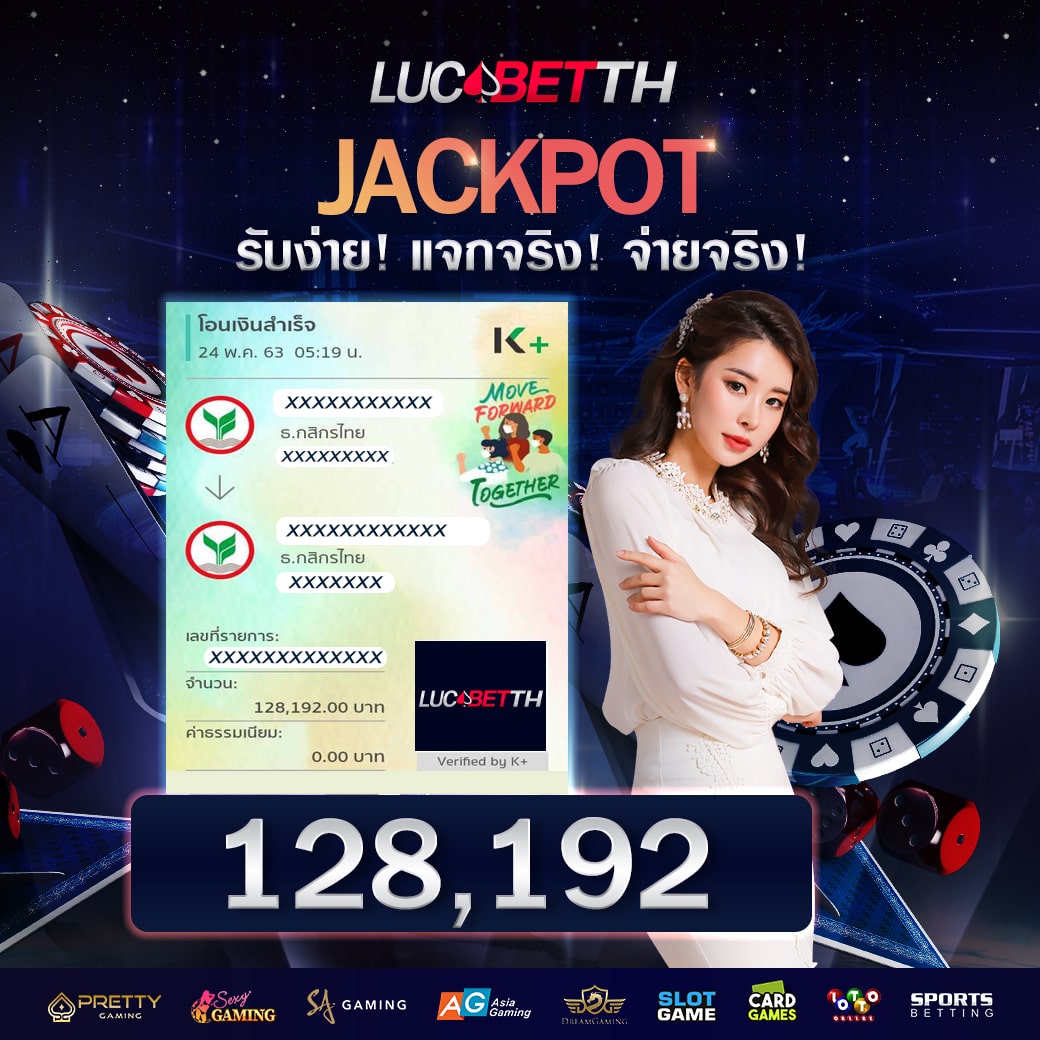 LUCABETTH
JACKPOT
รับง่าย! แจกจริง! จ่ายจริง!
โอนเงินสำเร็จ
24 พ.ค. 63 05:19 น.
K+
XXXXXXXXXXX
ธ.กสิกรไทย
XXXXXXXXX
MOVE
FORWARD
TOGETHER
XXXXXXXXXXXX
ธ.กสิกรไทย
XXXXXXX
เลขที่รายการ:
XXXXXXXXXXXXX
จำนวน:
128,192.00 บาท
ค่าธรรมเนียม:
0.00 บาท
LUCABETTH
Verified by K+
128,192
PRETTY GAMING
Sexy GAMING
SA GAMING
AG Asia Gaming
DREAMGAMING
SLOT GAME
CARD GAMES
LOTTO ONLINE
SPORTS BETTING